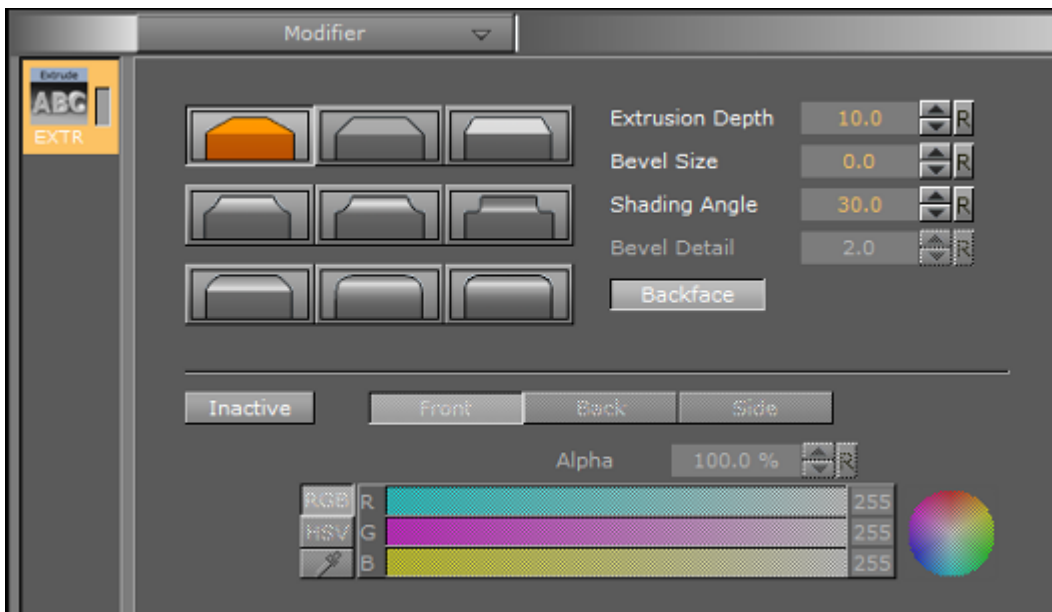 Modifier
Extrude
ABC
EXTR
Extrusion Depth 10.0 R
Bevel Size 0.0 R
Shading Angle 30.0 R
Bevel Detail 2.0 R
Backface
Inactive Front Back Side
Alpha 100.0 % R
RGB R 255
HSV G 255
B 255